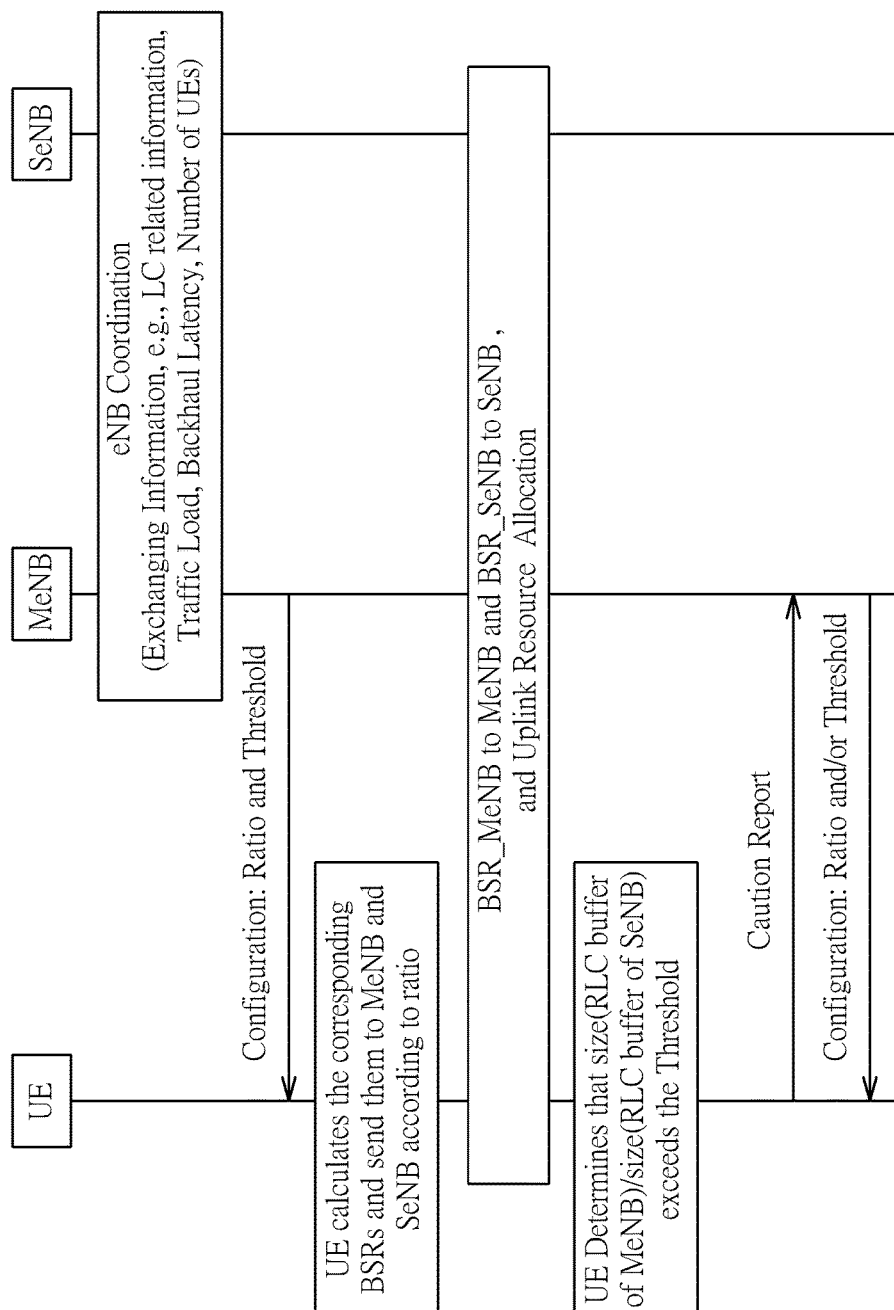 UE
MeNB
SeNB
eNB Coordination
(Exchanging Information, e.g., LC related information,
Traffic Load, Backhaul Latency, Number of UEs)
Configuration: Ratio and Threshold
UE calculates the corresponding
BSRs and send them to MeNB and
SeNB according to ratio
BSR_MeNB to MeNB and BSR_SeNB to SeNB ,
and Uplink Resource Allocation
UE Determines that size(RLC buffer
of MeNB)/size(RLC buffer of SeNB)
exceeds the Threshold
Caution Report
Configuration: Ratio and/or Threshold